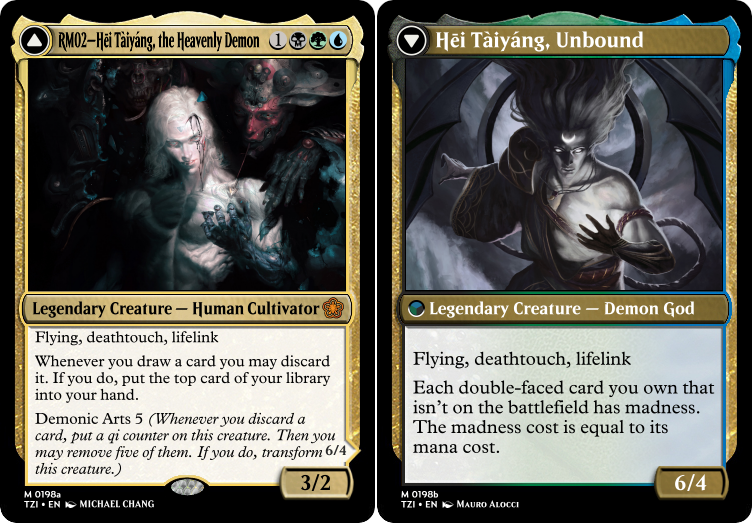 RM02–Hēi Tàiyáng, the Heavenly Demon 1
Legendary Creature — Human Cultivator
Flying, deathtouch, lifelink
Whenever you draw a card you may discard
it. If you do, put the top card of your library
into your hand.
Demonic Arts 5 (Whenever you discard a
card, put a qi counter on this creature. Then you
may remove five of them. If you do, transform
this creature.)
6/4
3/2
M 0198a
TZI • EN MICHAEL CHANG
Hēi Tàiyáng, Unbound
Legendary Creature — Demon God
Flying, deathtouch, lifelink
Each double-faced card you own that
isn't on the battlefield has madness.
The madness cost is equal to its
mana cost.
6/4
M 0198b
TZI • EN MAURO ALOCCI